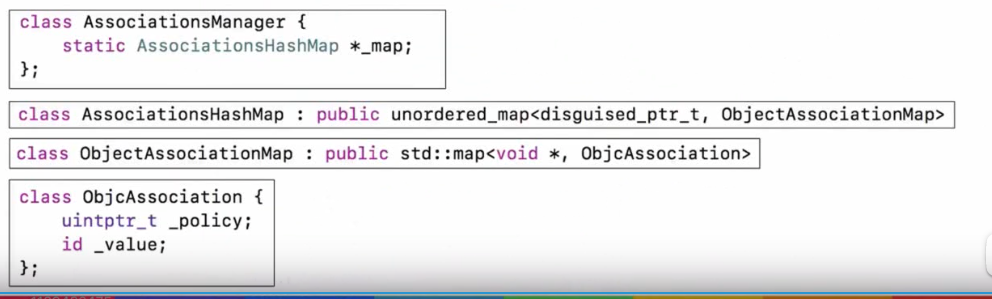 class AssociationsManager {
    static AssociationsHashMap *_map;
};
class AssociationsHashMap : public unordered_map<disguised_ptr_t, ObjectAssociationMap>
class ObjectAssociationMap : public std::map<void *, ObjcAssociation>
class ObjcAssociation {
    uintptr_t _policy;
    id _value;
};